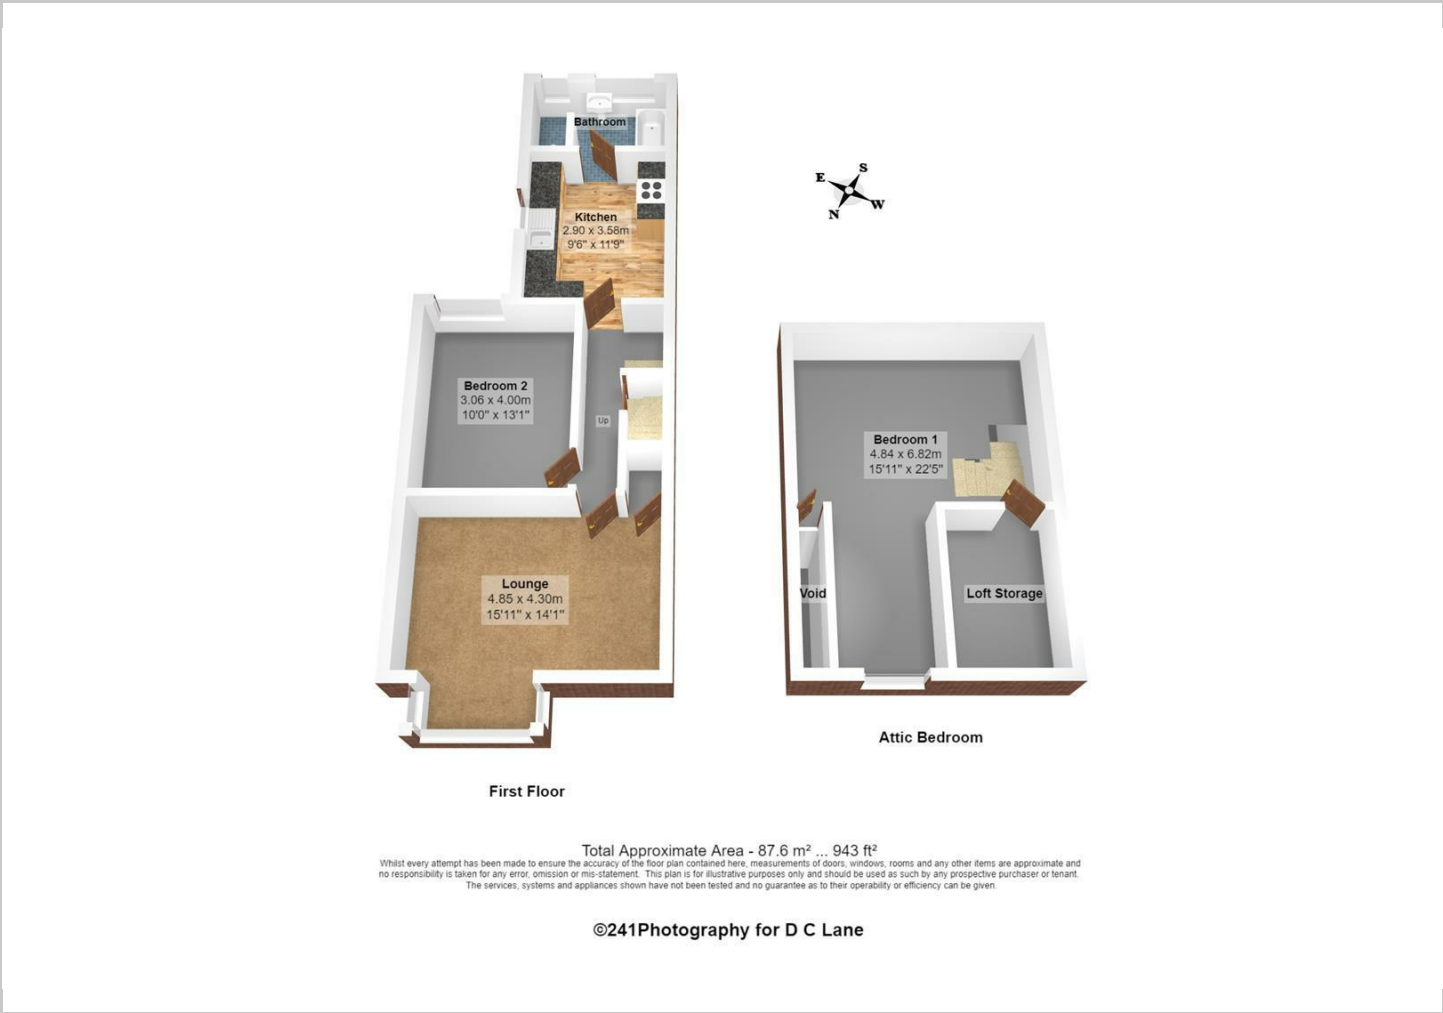 Bathroom
Kitchen
2.90 x 3.58m
9'6" x 11'9"
E
S
N
W
Bedroom 2
3.06 x 4.00m
10'0" x 13'1"
Up
Bedroom 1
4.84 x 6.82m
15'11" x 22'5"
Lounge
4.85 x 4.30m
15'11" x 14'1"
Void
Loft Storage
Attic Bedroom
First Floor
Total Approximate Area - 87.6 m² ... 943 ft²
Whilst every attempt has been made to ensure the accuracy of the floor plan contained here, measurements of doors, windows, rooms and any other items are approximate and
no responsibility is taken for any error, omission or mis-statement. This plan is for illustrative purposes only and should be used as such by any prospective purchaser or tenant.
The services, systems and appliances shown have not been tested and no guarantee as to their operability or efficiency can be given.
©241Photography for D C Lane